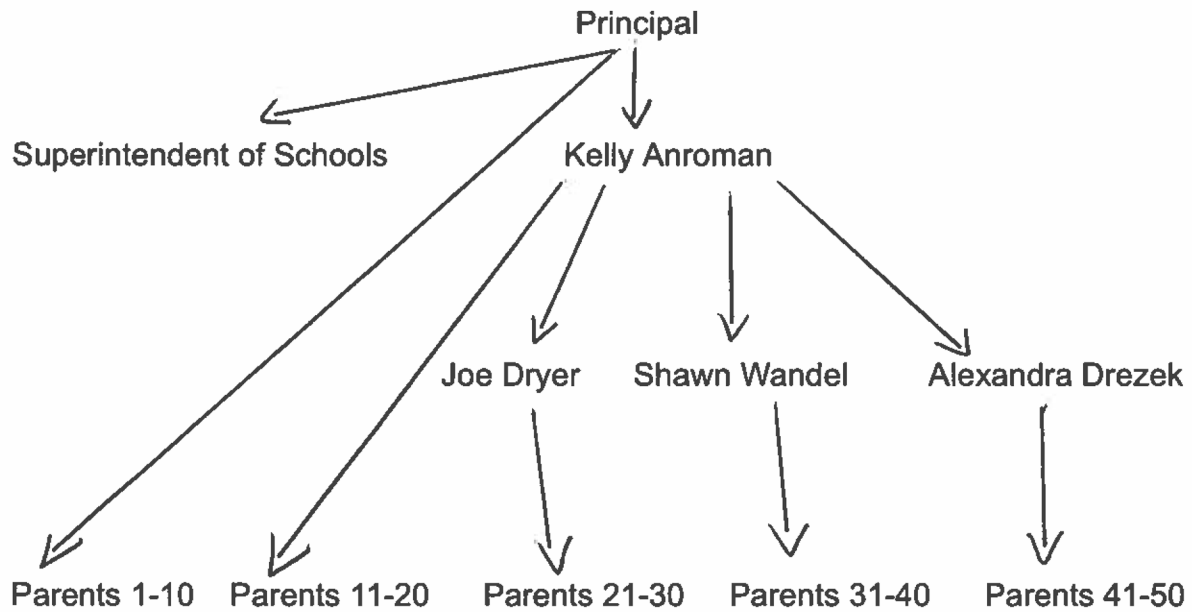 Principal
Superintendent of Schools
Kelly Anroman
Joe Dryer
Shawn Wandel
Alexandra Drezek
Parents 1-10
Parents 11-20
Parents 21-30
Parents 31-40
Parents 41-50